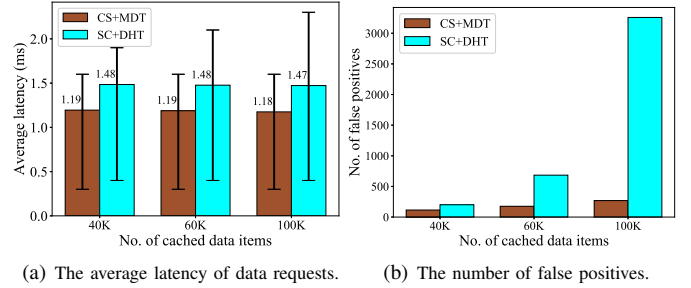 CS+MDT
SC+DHT
Average latency (ms)
2.0
1.5
1.0
0.5
0.0
1.19
1.48
1.19
1.48
1.18
1.47
40K
60K
100K
No. of cached data items
(a) The average latency of data requests.
CS+MDT
SC+DHT
No. of false positives
3000
2500
2000
1500
1000
500
0
40K
60K
100K
No. of cached data items
(b) The number of false positives.